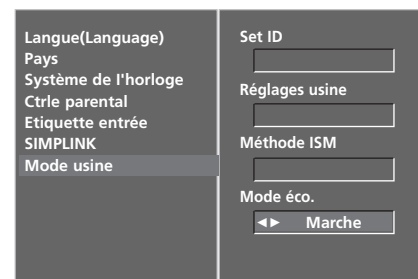 Langue(Language)
Pays
Système de l'horloge
Ctrle parental
Etiquette entrée
SIMPLINK
Mode usine
Set ID
Réglages usine
Méthode ISM
Mode éco.
◄► Marche